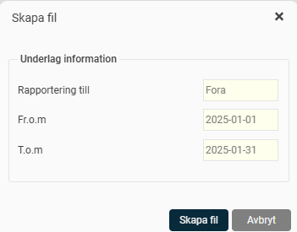 Skapa fil
Underlag information
Rapportering till Fora
Fr.o.m 2025-01-01
T.o.m 2025-01-31
Skapa fil Avbryt